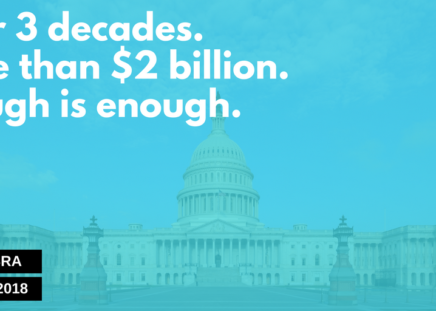 r 3 decades.
e than $2 billion.
ugh is enough.
RA
2018